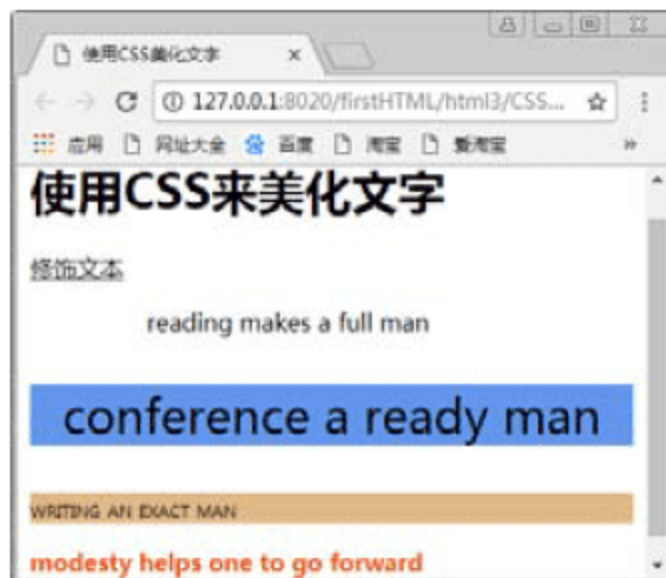 使用CSS美化文字
127.0.0.1:8020/firstHTML/html3/CSS...
应用 网址大全 百度 淘宝 爱淘宝
使用CSS来美化文字
修饰文本
reading makes a full man
conference a ready man
WRITING AN EXACT MAN
modesty helps one to go forward